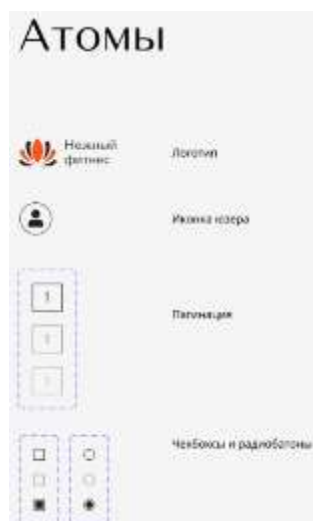 Атомы
Нежный
фитнес
Логотип
Иконка юзера
Пагинация
1
1
1
Чекбоксы и радиобатоны